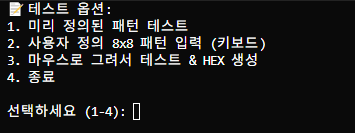 📝 테스트 옵션:
1. 미리 정의된 패턴 테스트
2. 사용자 정의 8x8 패턴 입력 (키보드)
3. 마우스로 그려서 테스트 & HEX 생성
4. 종료
선택하세요 (1-4):